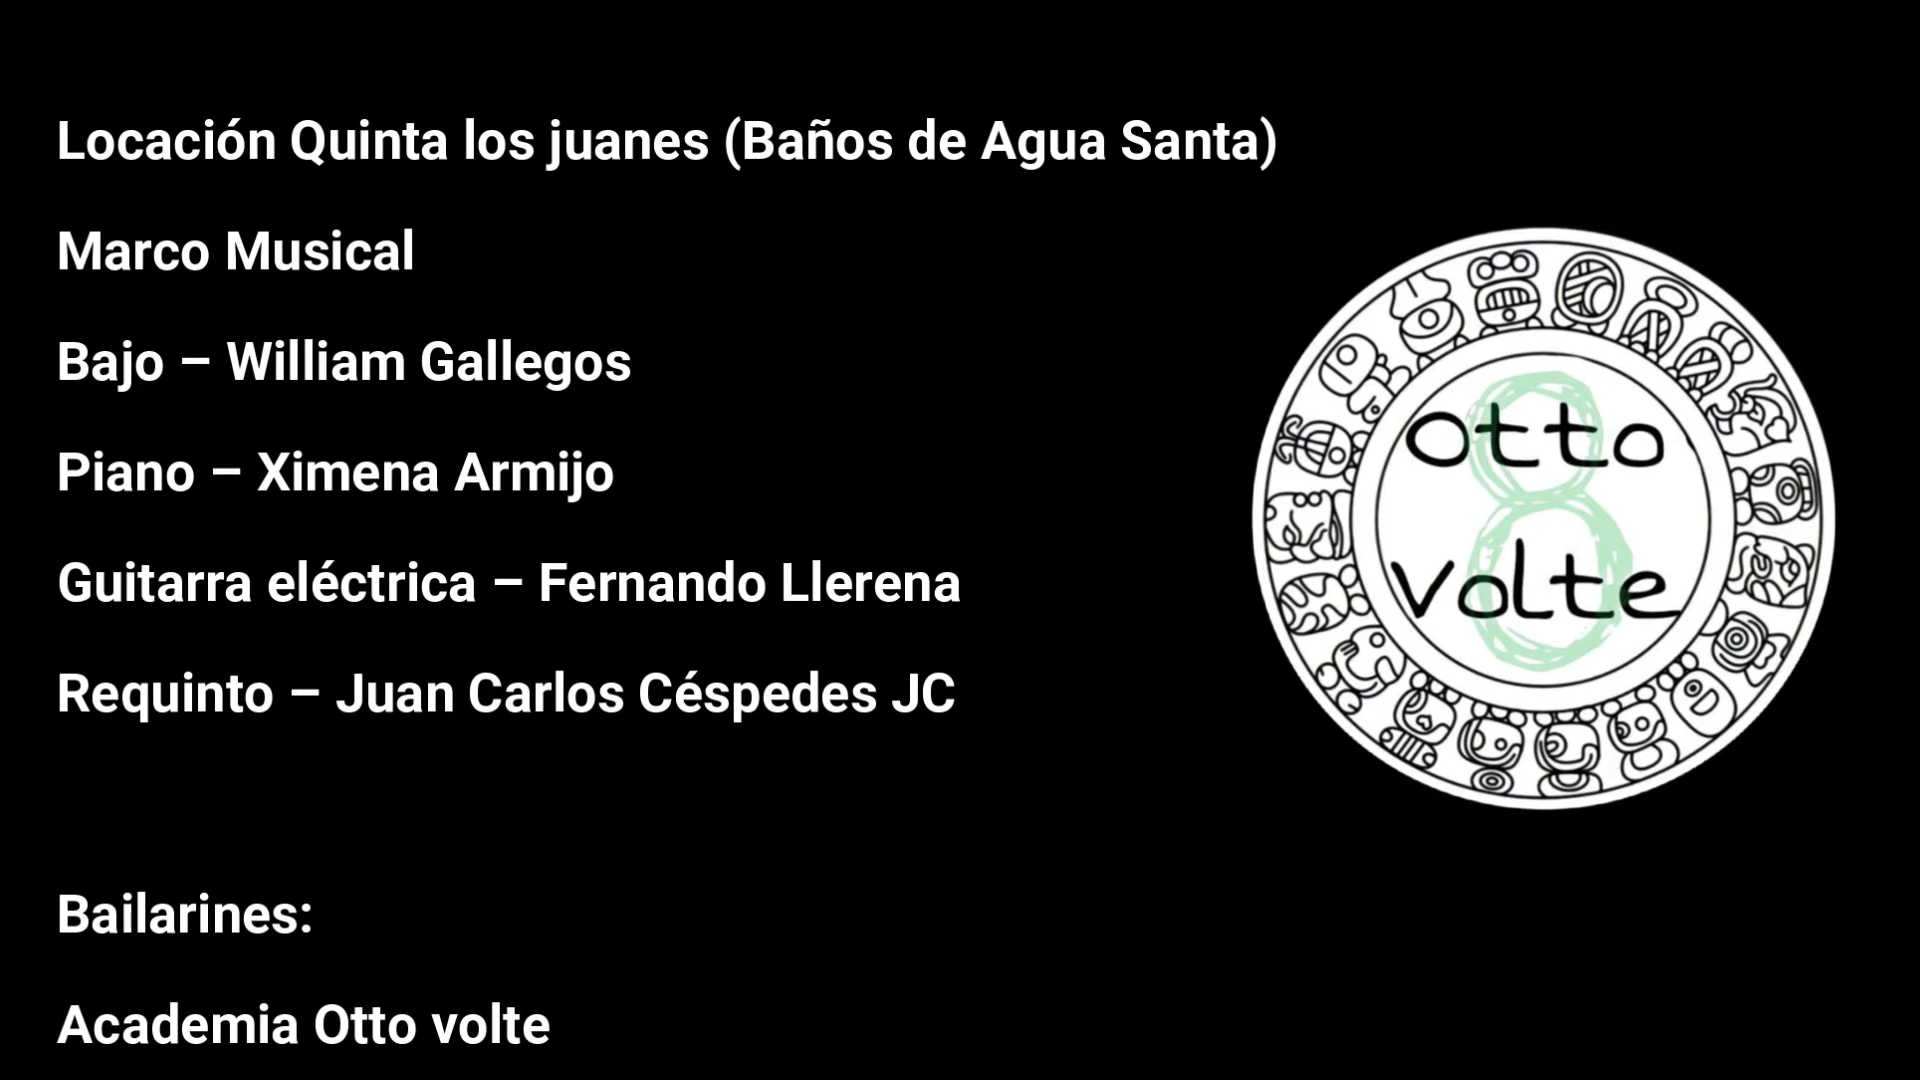 Locación Quinta los juanes (Baños de Agua Santa)
Marco Musical
Bajo – William Gallegos
Piano – Ximena Armijo
Guitarra eléctrica – Fernando Llerena
Requinto – Juan Carlos Céspedes JC
Bailarines:
Academia Otto volte
Otto
8
Volte